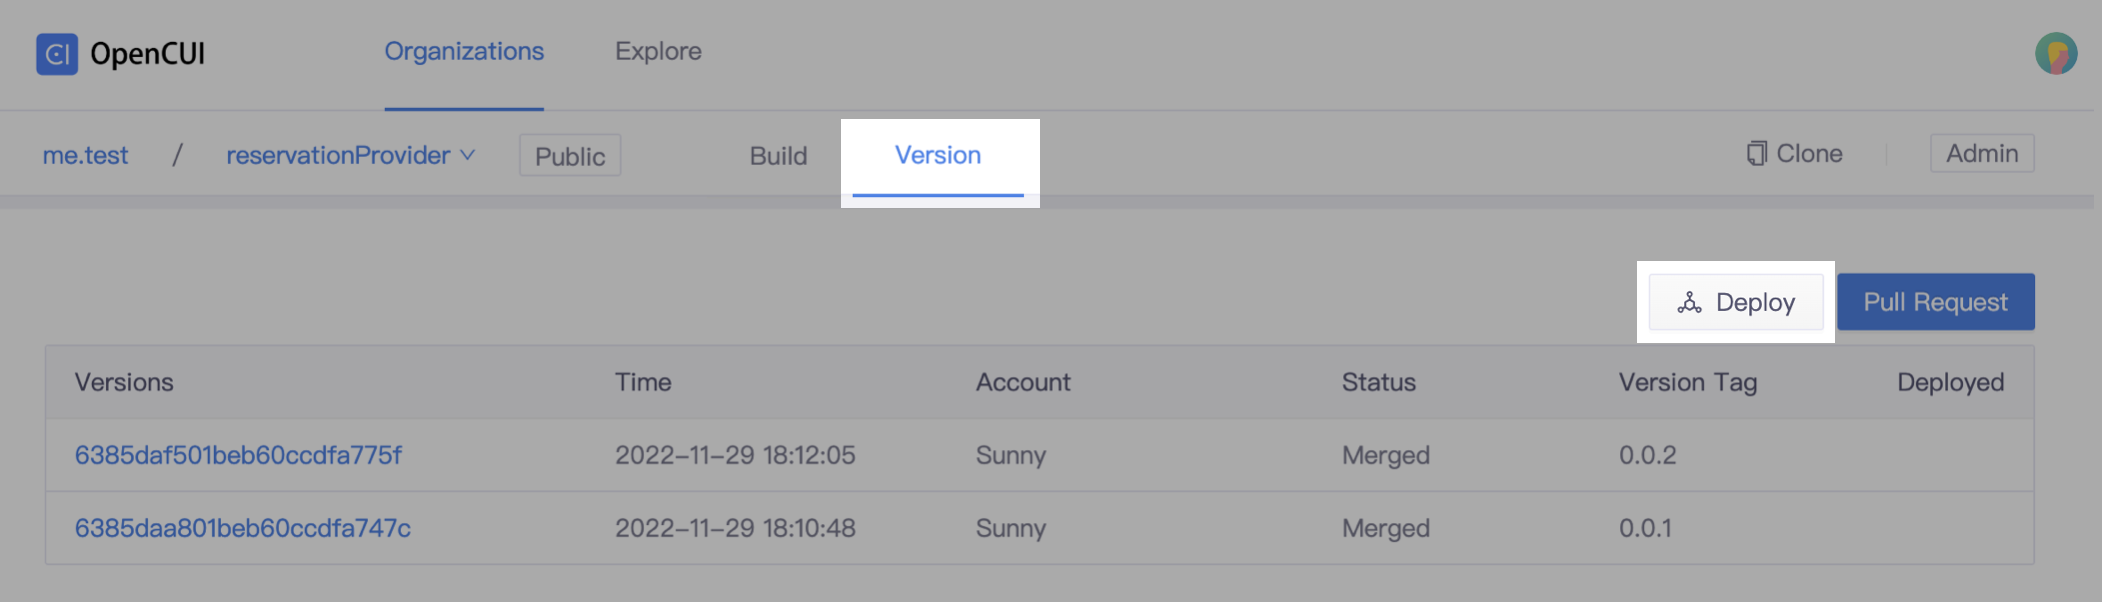 CI OpenCUI Organizations Explore
me.test / reservationProvider Public Build Version Clone Admin
Deploy Pull Request
Versions Time Account Status Version Tag Deployed
6385daf501beb60ccdfa775f 2022-11-29 18:12:05 Sunny Merged 0.0.2
6385daa801beb60ccdfa747c 2022-11-29 18:10:48 Sunny Merged 0.0.1